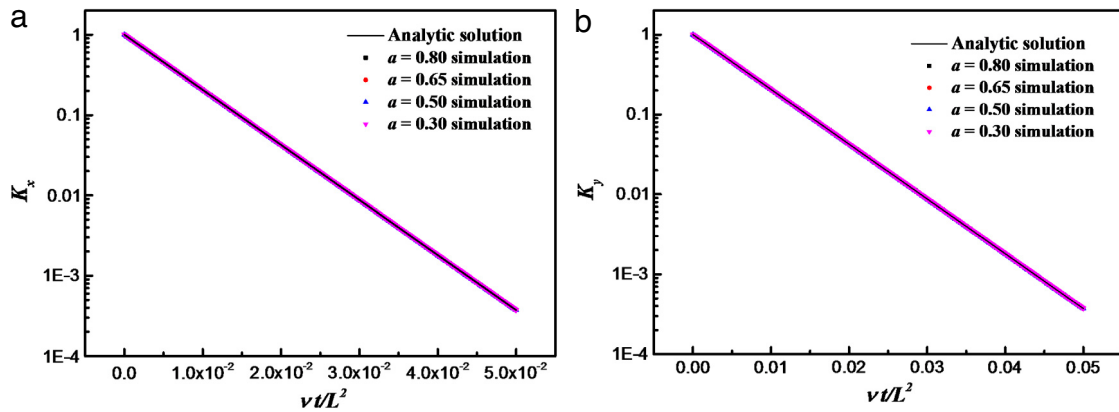 a
Analytic solution
a = 0.80 simulation
a = 0.65 simulation
a = 0.50 simulation
a = 0.30 simulation
1
0.1
0.01
1E-3
1E-4
Kx
0.0
1.0x10-2
2.0x10-2
3.0x10-2
4.0x10-2
5.0x10-2
νt/L²
b
Analytic solution
a = 0.80 simulation
a = 0.65 simulation
a = 0.50 simulation
a = 0.30 simulation
1
0.1
0.01
1E-3
1E-4
Ky
0.00
0.01
0.02
0.03
0.04
0.05
νt/L²